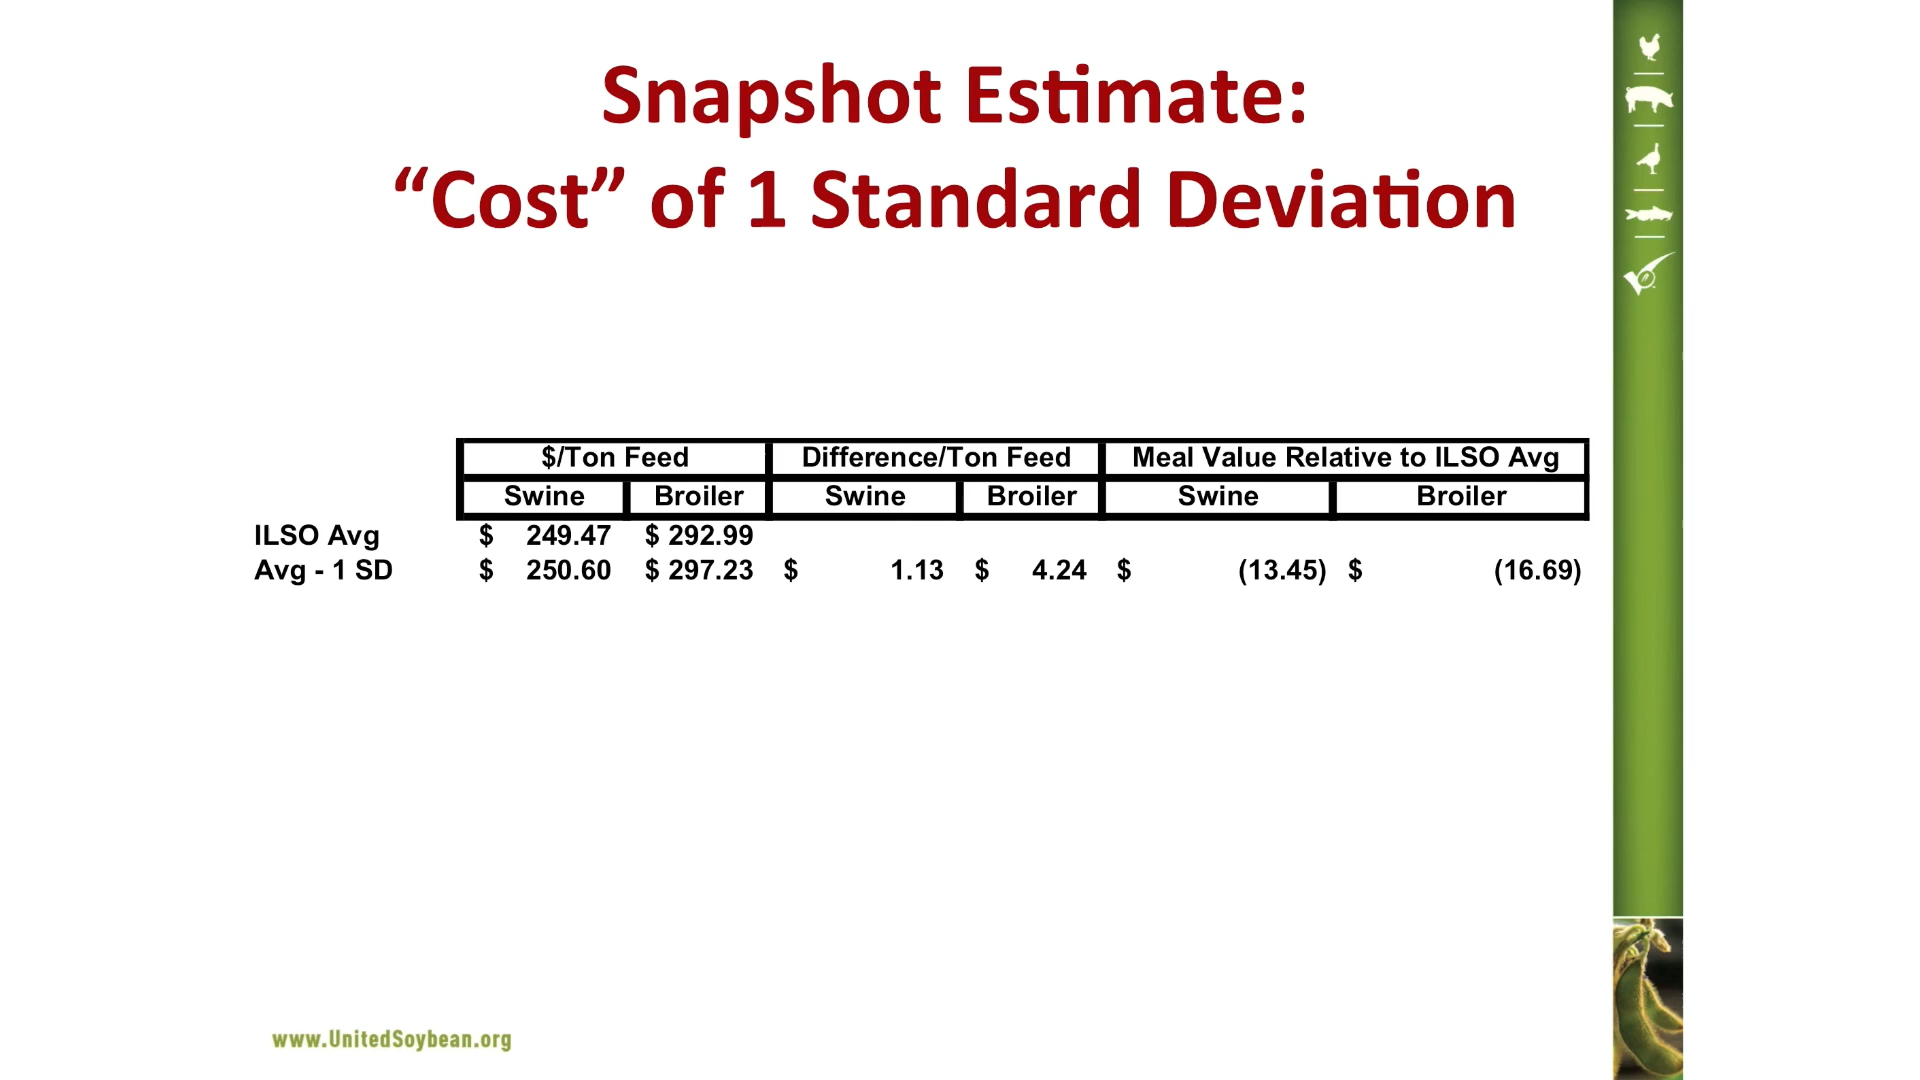 Snapshot Estimate:
“Cost” of 1 Standard Deviation
$/Ton Feed Difference/Ton Feed Meal Value Relative to ILSO Avg
Swine Broiler Swine Broiler Swine Broiler
ILSO Avg $ 249.47 $ 292.99
Avg - 1 SD $ 250.60 $ 297.23 $ 1.13 $ 4.24 $ (13.45) $ (16.69)
www.UnitedSoybean.org